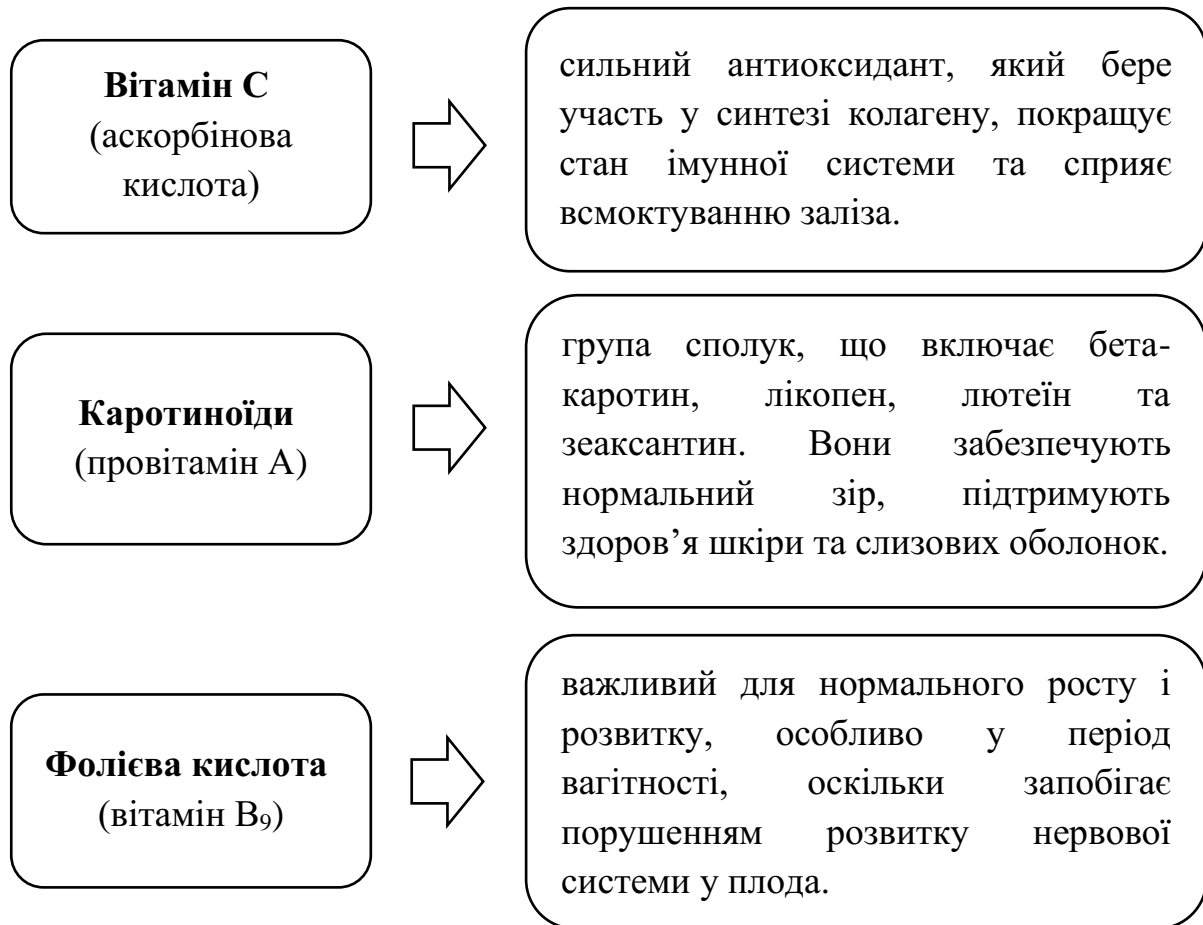 Вітамін С
(аскорбінова
кислота)
сильний антиоксидант, який бере
участь у синтезі колагену, покращує
стан імунної системи та сприяє
всмоктуванню заліза.
Каротиноїди
(провітамін А)
група сполук, що включає бета-
каротин, лікопен, лютеїн та
зеаксантин. Вони забезпечують
нормальний зір, підтримують
здоров’я шкіри та слизових оболонок.
Фолієва кислота
(вітамін В₉)
важливий для нормального росту і
розвитку, особливо у період
вагітності, оскільки запобігає
порушенням розвитку нервової
системи у плода.